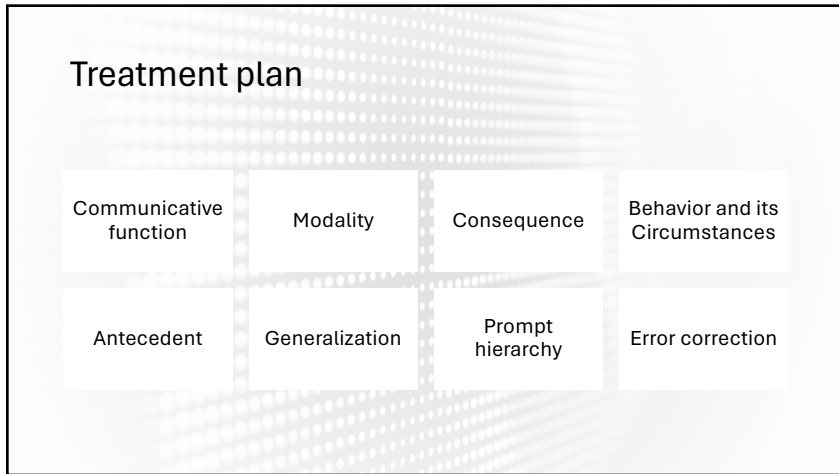 Treatment plan
Communicative
function
Modality
Consequence
Behavior and its
Circumstances
Antecedent
Generalization
Prompt
hierarchy
Error correction